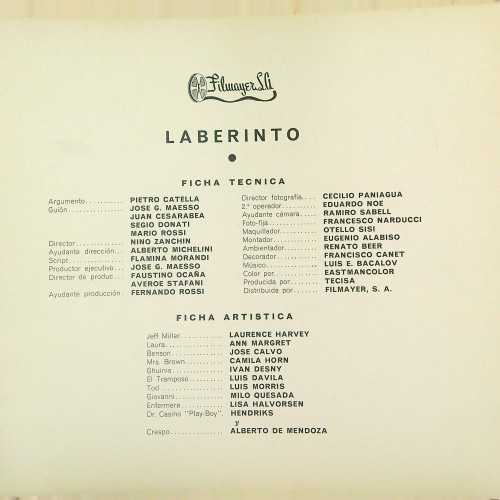 Filmayer S.A
LABERINTO
FICHA TECNICA
Argumento........... PIETRO CATELLA
Guión................ JOSE G. MAESSO
JUAN CESARABEA
SEGIO DONATI
MARIO ROSSI
Director............. NINO ZANCHIN
Ayudante dirección... ALBERTO MICHELINI
Script............... FLAMINA MORANDI
Productor ejecutivo... JOSE G. MAESSO
Director de produc... FAUSTINO OCAÑA
AVEROE STAFANI
Ayudante producción. FERNANDO ROSSI
Director fotografía.... CECILIO PANIAGUA
2.º operador.......... EDUARDO NOE
Ayudante cámara..... RAMIRO SABELL
Foto-fija............. FRANCESCO NARDUCCI
Maquillador.......... OTELLO SISI
Montador............ EUGENIO ALABISO
Ambientador......... RENATO BEER
Decorador........... FRANCISCO CANET
Músico.............. LUIS E. BACALOV
Color por........... EASTMANCOLOR
Producida por....... TECISA
Distribuida por...... FILMAYER, S. A.
FICHA ARTISTICA
Jeff Miller........... LAURENCE HARVEY
Laura............... ANN MARGRET
Benson............. JOSE CALVO
Mrs. Brown......... CAMILA HORN
Ghuinis............. IVAN DESNY
El Tramposo........ LUIS DAVILA
Tod................. LUIS MORRIS
Giovanni............ MILO QUESADA
Enfermera.......... LISA HALVORSEN
Dr. Casino "Play-Boy". HENDRIKS
y
Crespo............. ALBERTO DE MENDOZA